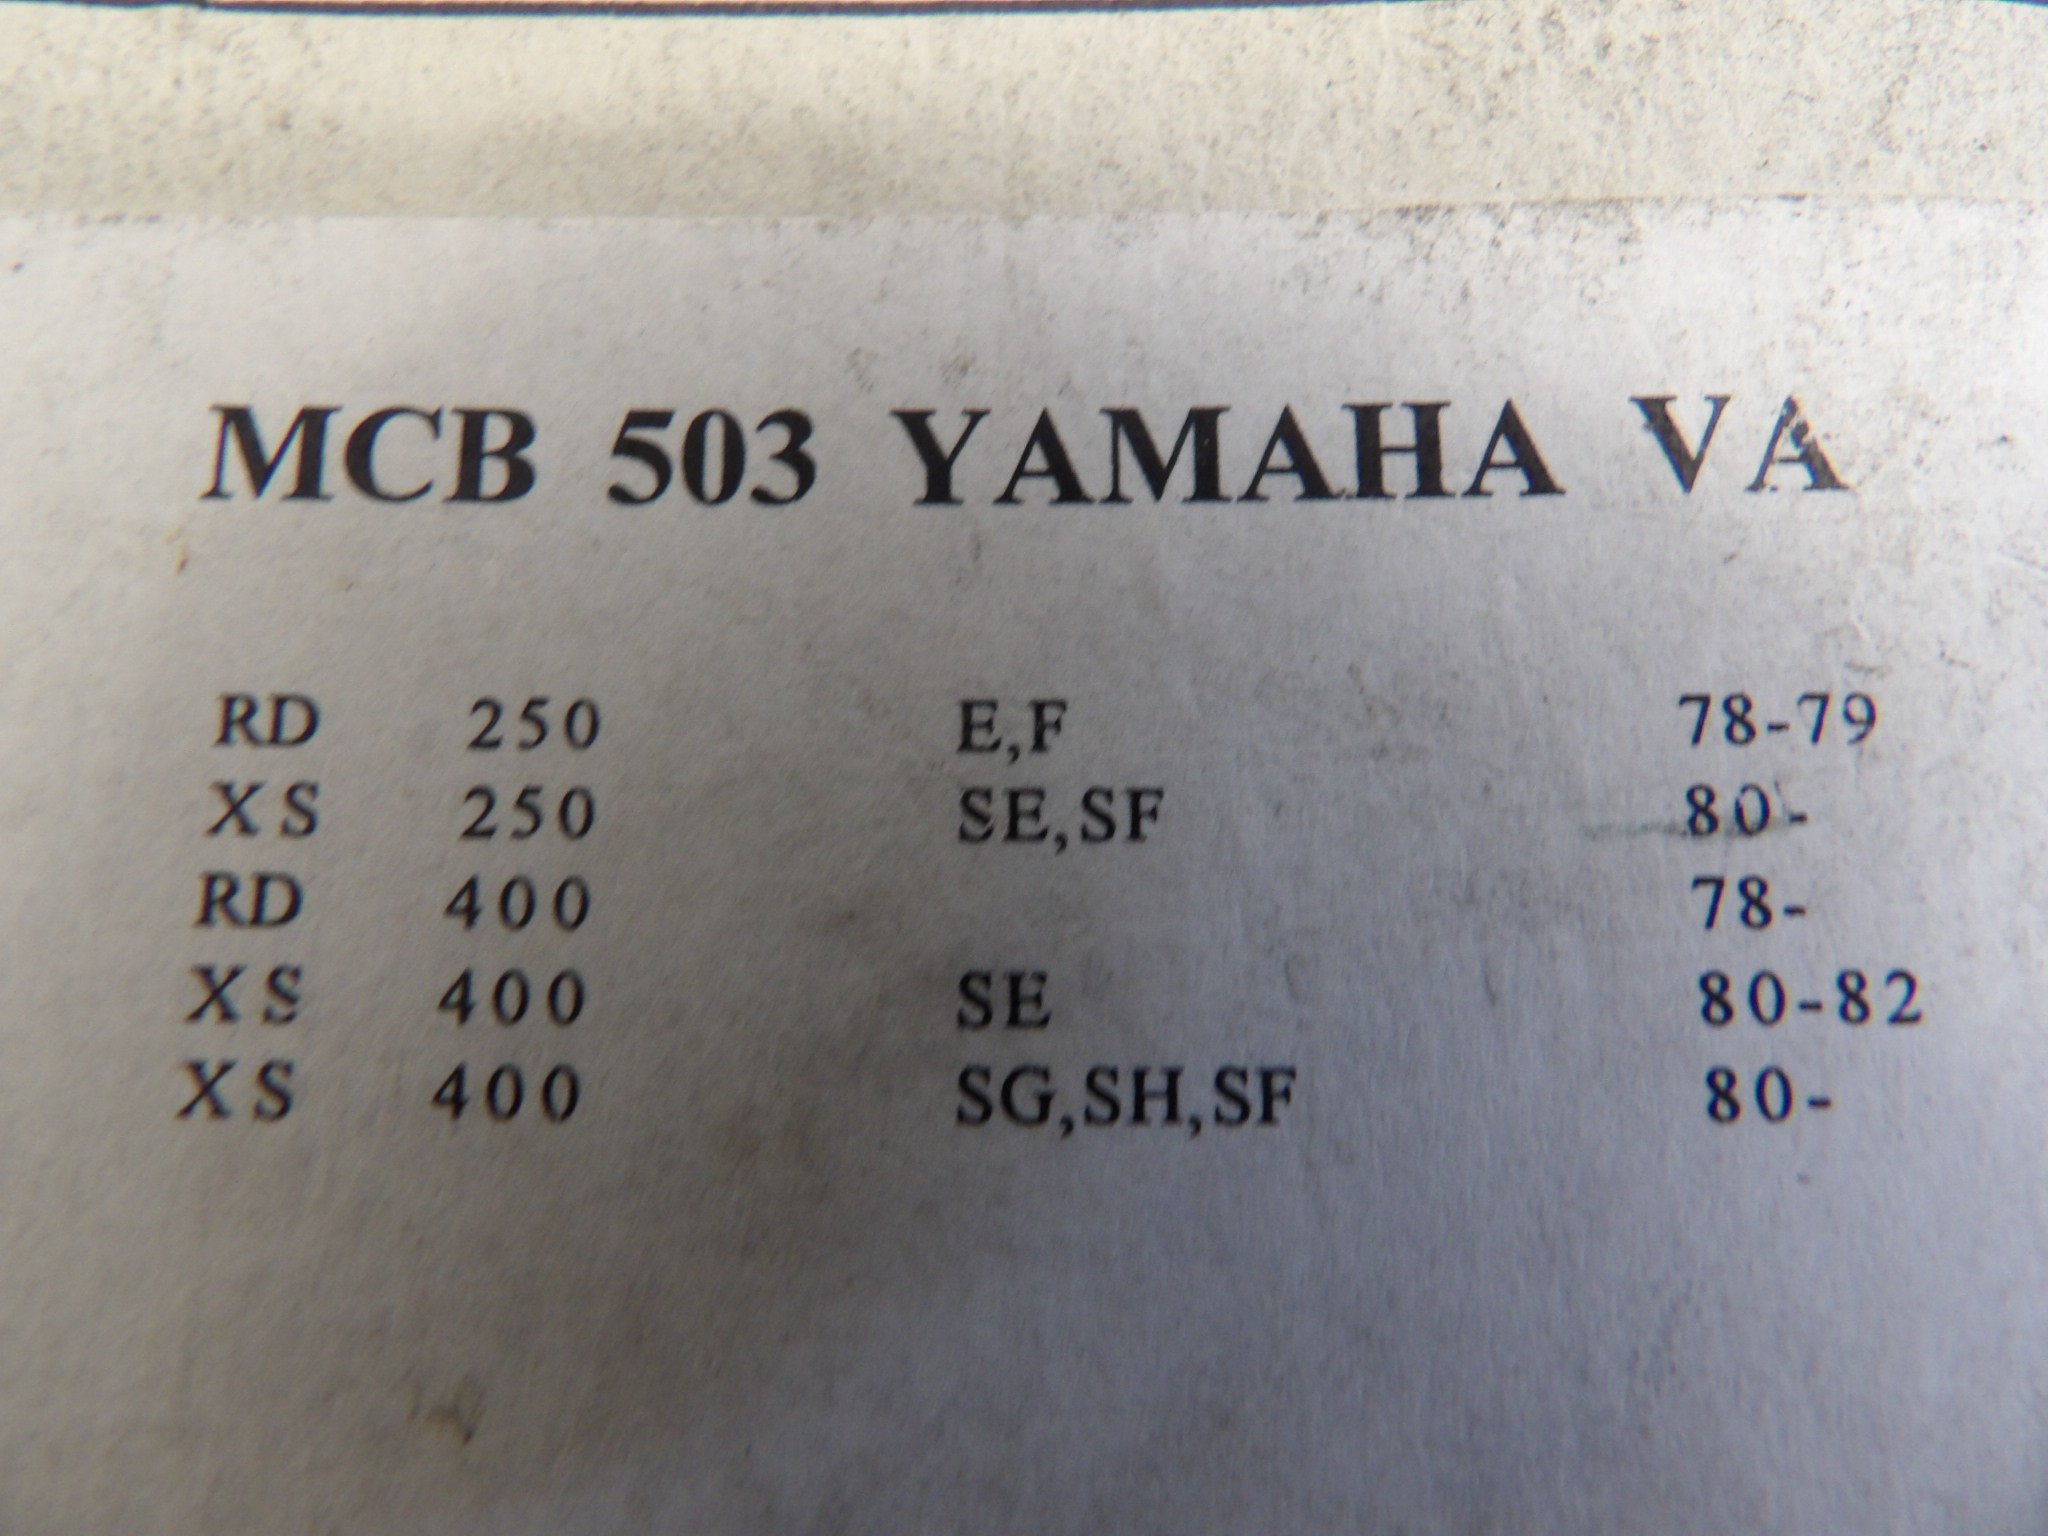 MCB 503 YAMAHA VA
RD 250 E,F 78-79
XS 250 SE,SF 80-
RD 400 78-
XS 400 SE 80-82
XS 400 SG,SH,SF 80-